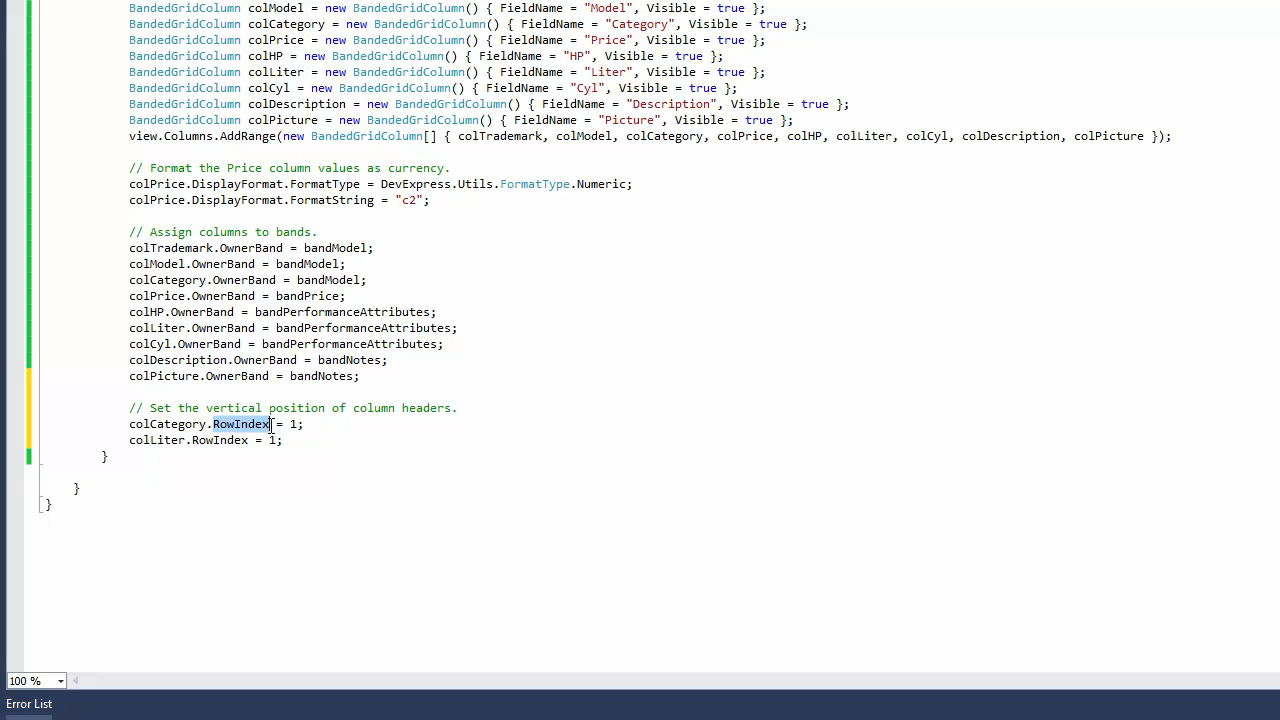 BandedGridColumn colModel = new BandedGridColumn() { FieldName = "Model", Visible = true };
BandedGridColumn colCategory = new BandedGridColumn() { FieldName = "Category", Visible = true };
BandedGridColumn colPrice = new BandedGridColumn() { FieldName = "Price", Visible = true };
BandedGridColumn colHP = new BandedGridColumn() { FieldName = "HP", Visible = true };
BandedGridColumn colLiter = new BandedGridColumn() { FieldName = "Liter", Visible = true };
BandedGridColumn colCyl = new BandedGridColumn() { FieldName = "Cyl", Visible = true };
BandedGridColumn colDescription = new BandedGridColumn() { FieldName = "Description", Visible = true };
BandedGridColumn colPicture = new BandedGridColumn() { FieldName = "Picture", Visible = true };
view.Columns.AddRange(new BandedGridColumn[] { colTrademark, colModel, colCategory, colPrice, colHP, colLiter, colCyl, colDescription, colPicture });
// Format the Price column values as currency.
colPrice.DisplayFormat.FormatType = DevExpress.Utils.FormatType.Numeric;
colPrice.DisplayFormat.FormatString = "c2";
// Assign columns to bands.
colTrademark.OwnerBand = bandModel;
colModel.OwnerBand = bandModel;
colCategory.OwnerBand = bandModel;
colPrice.OwnerBand = bandPrice;
colHP.OwnerBand = bandPerformanceAttributes;
colLiter.OwnerBand = bandPerformanceAttributes;
colCyl.OwnerBand = bandPerformanceAttributes;
colDescription.OwnerBand = bandNotes;
colPicture.OwnerBand = bandNotes;
// Set the vertical position of column headers.
colCategory.RowIndex = 1;
colLiter.RowIndex = 1;
}
}
}
100 %
Error List